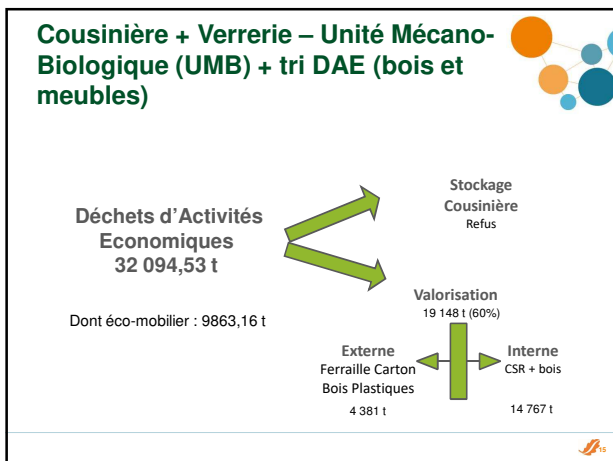 Cousinière + Verrerie – Unité Mécano-
Biologique (UMB) + tri DAE (bois et
meubles)
Déchets d'Activités
Economiques
32 094,53 t
Dont éco-mobilier : 9863,16 t
Stockage
Cousinière
Refus
Valorisation
19 148 t (60%)
Externe
Ferraille Carton
Bois Plastiques
4 381 t
Interne
CSR + bois
14 767 t
15